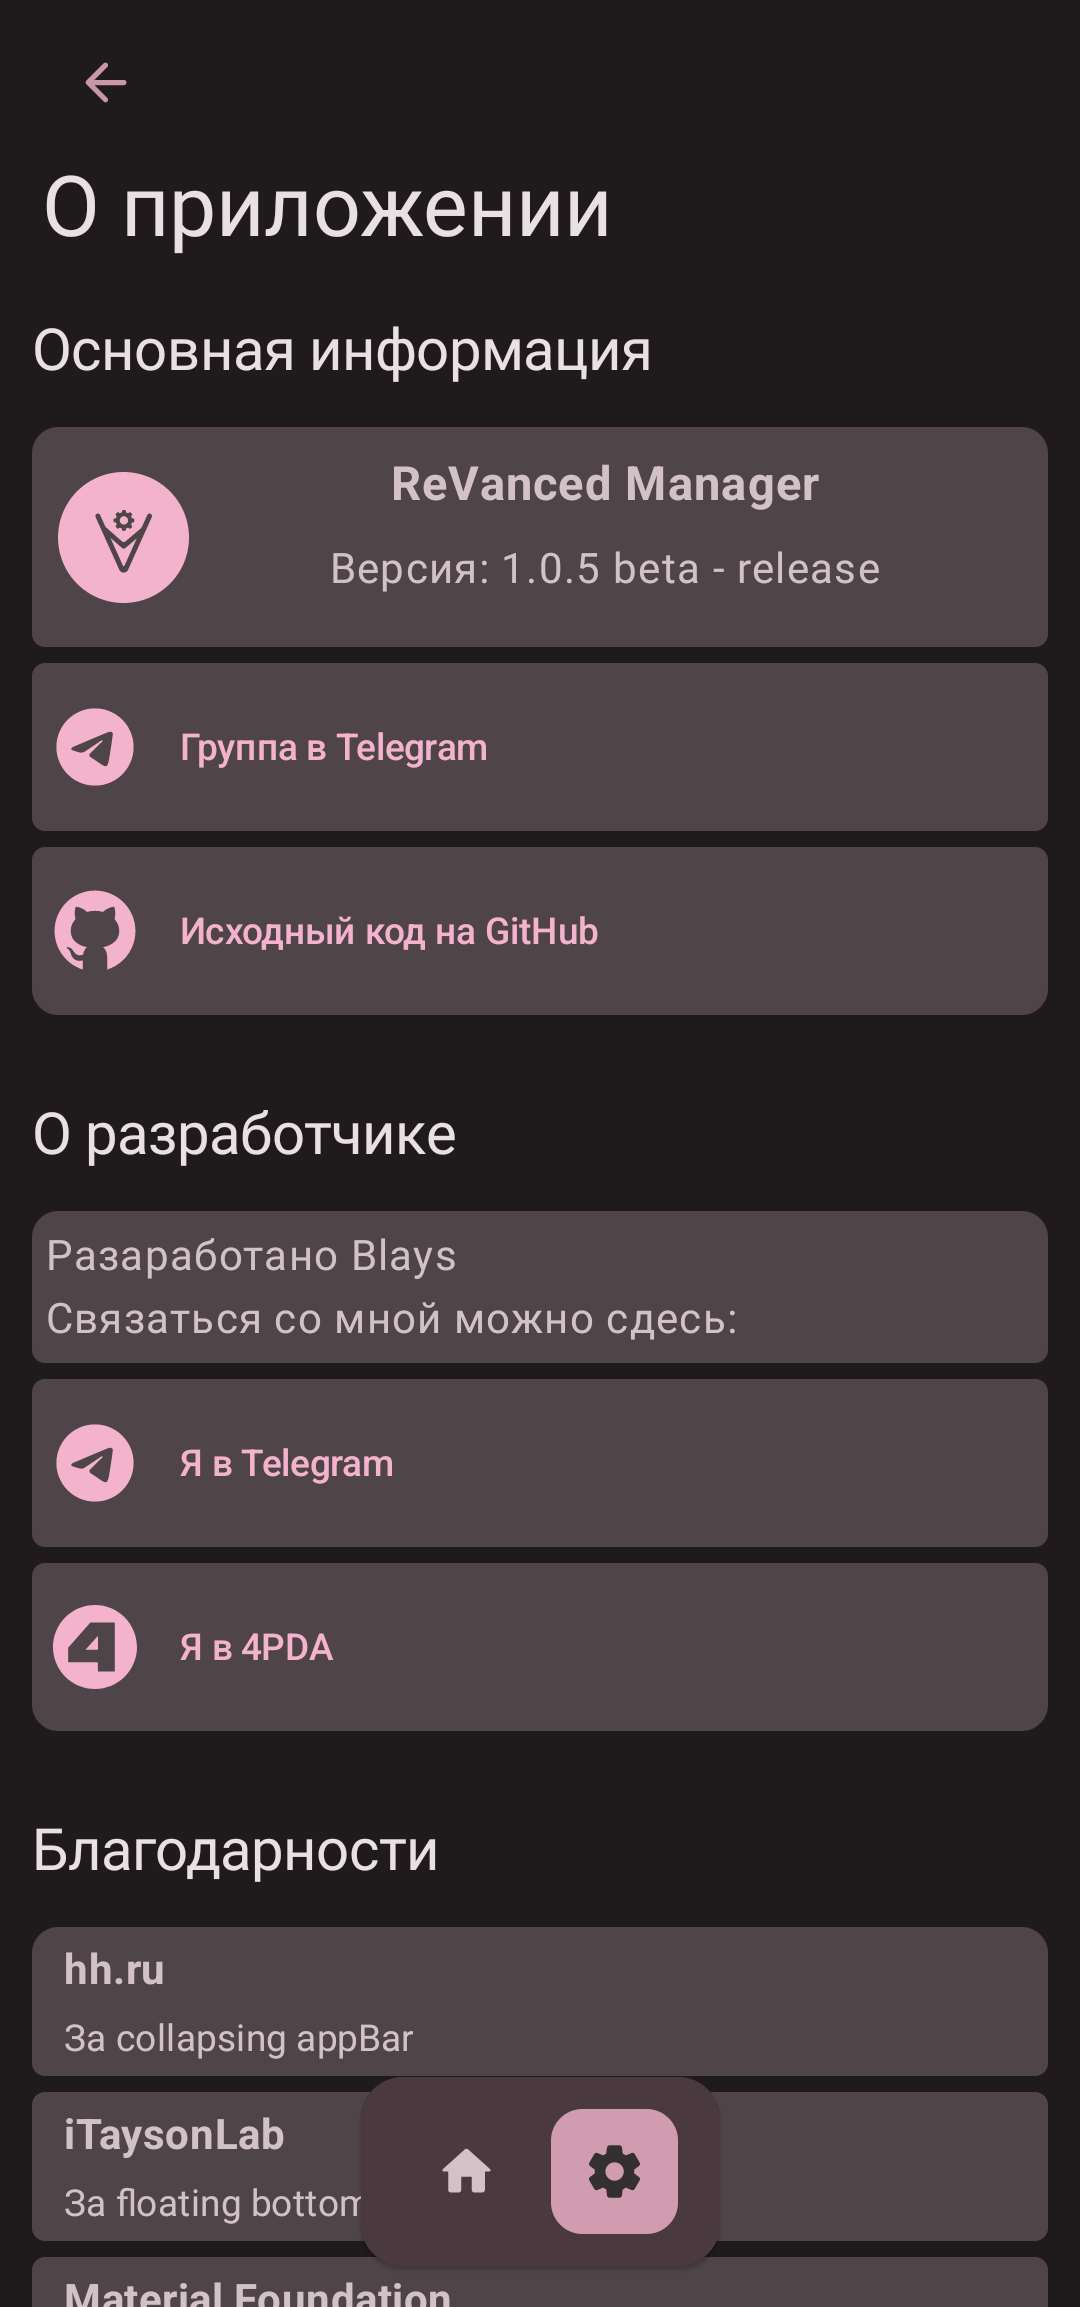 О приложении
Основная информация
ReVanced Manager
Версия: 1.0.5 beta - release
Группа в Telegram
Исходный код на GitHub
О разработчике
Разаработано Blays
Связаться со мной можно сдесь:
Я в Telegram
Я в 4PDA
Благодарности
hh.ru
За collapsing appBar
iTaysonLab
За floating bottom
Material Foundation